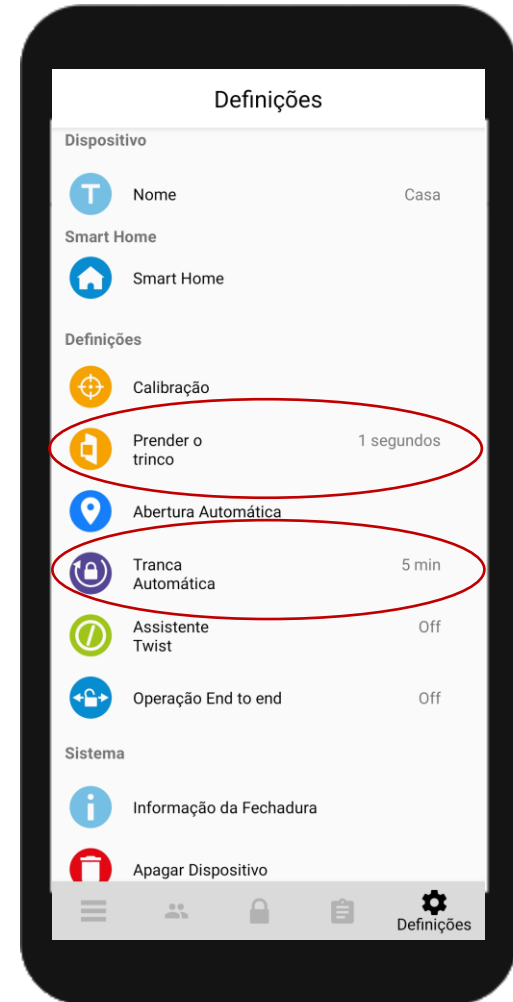 Definições
Dispositivo
Nome Casa
Smart Home
Smart Home
Definições
Calibração
Prender o 1 segundos
trinco
Abertura Automática
Tranca 5 min
Automática
Assistente Off
Twist
Operação End to end Off
Sistema
Informação da Fechadura
Apagar Dispositivo
Definições